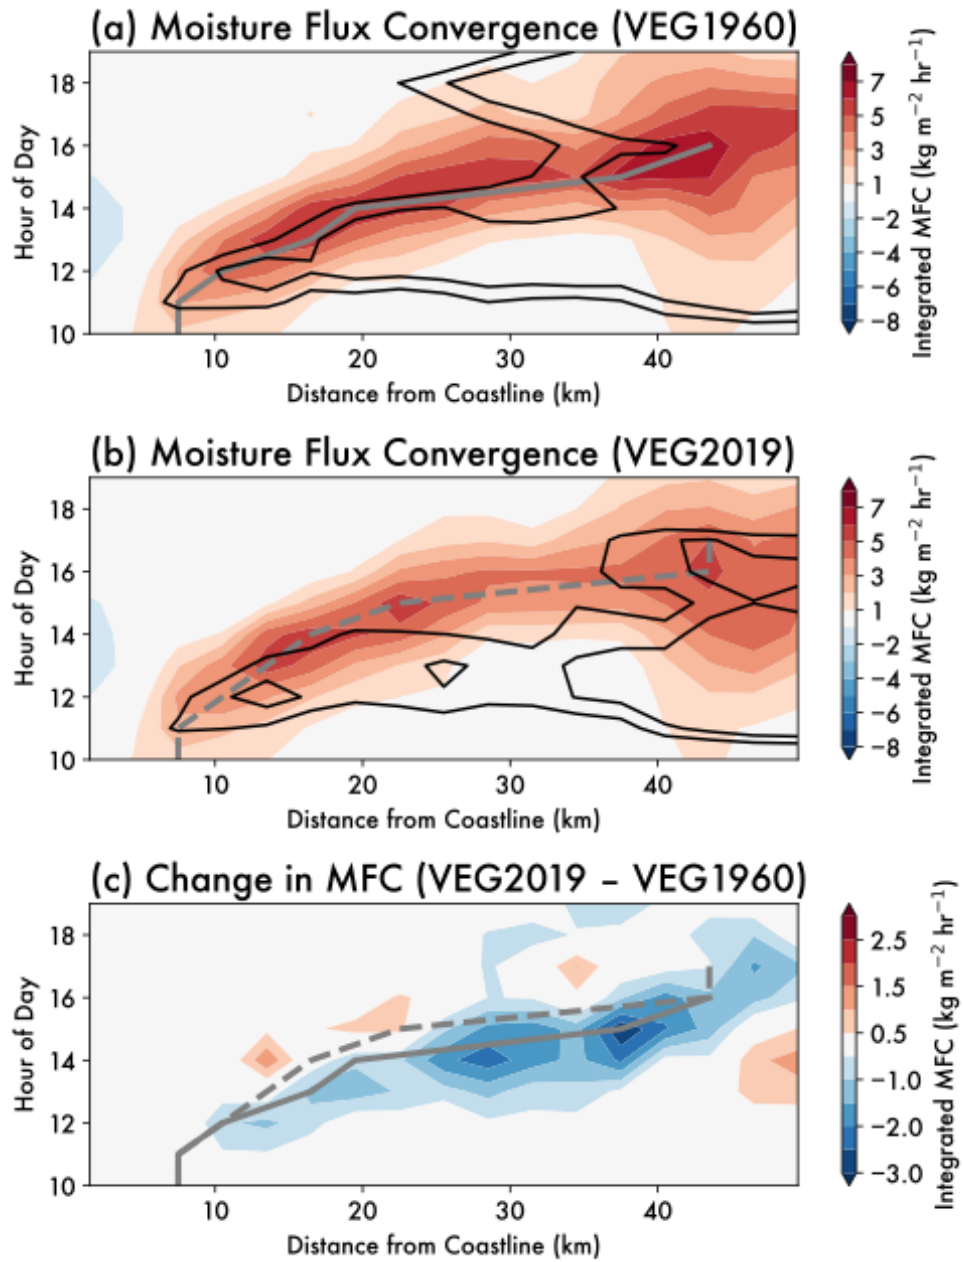 (a) Moisture Flux Convergence (VEG1960)
18
16
14
12
10
Hour of Day
10 20 30 40
Distance from Coastline (km)
7
5
3
1
−2
−4
−6
−8
Integrated MFC (kg m⁻² hr⁻¹)
(b) Moisture Flux Convergence (VEG2019)
18
16
14
12
10
Hour of Day
10 20 30 40
Distance from Coastline (km)
7
5
3
1
−2
−4
−6
−8
Integrated MFC (kg m⁻² hr⁻¹)
(c) Change in MFC (VEG2019 – VEG1960)
18
16
14
12
10
Hour of Day
10 20 30 40
Distance from Coastline (km)
2.5
1.5
0.5
−1.0
−2.0
−3.0
Integrated MFC (kg m⁻² hr⁻¹)